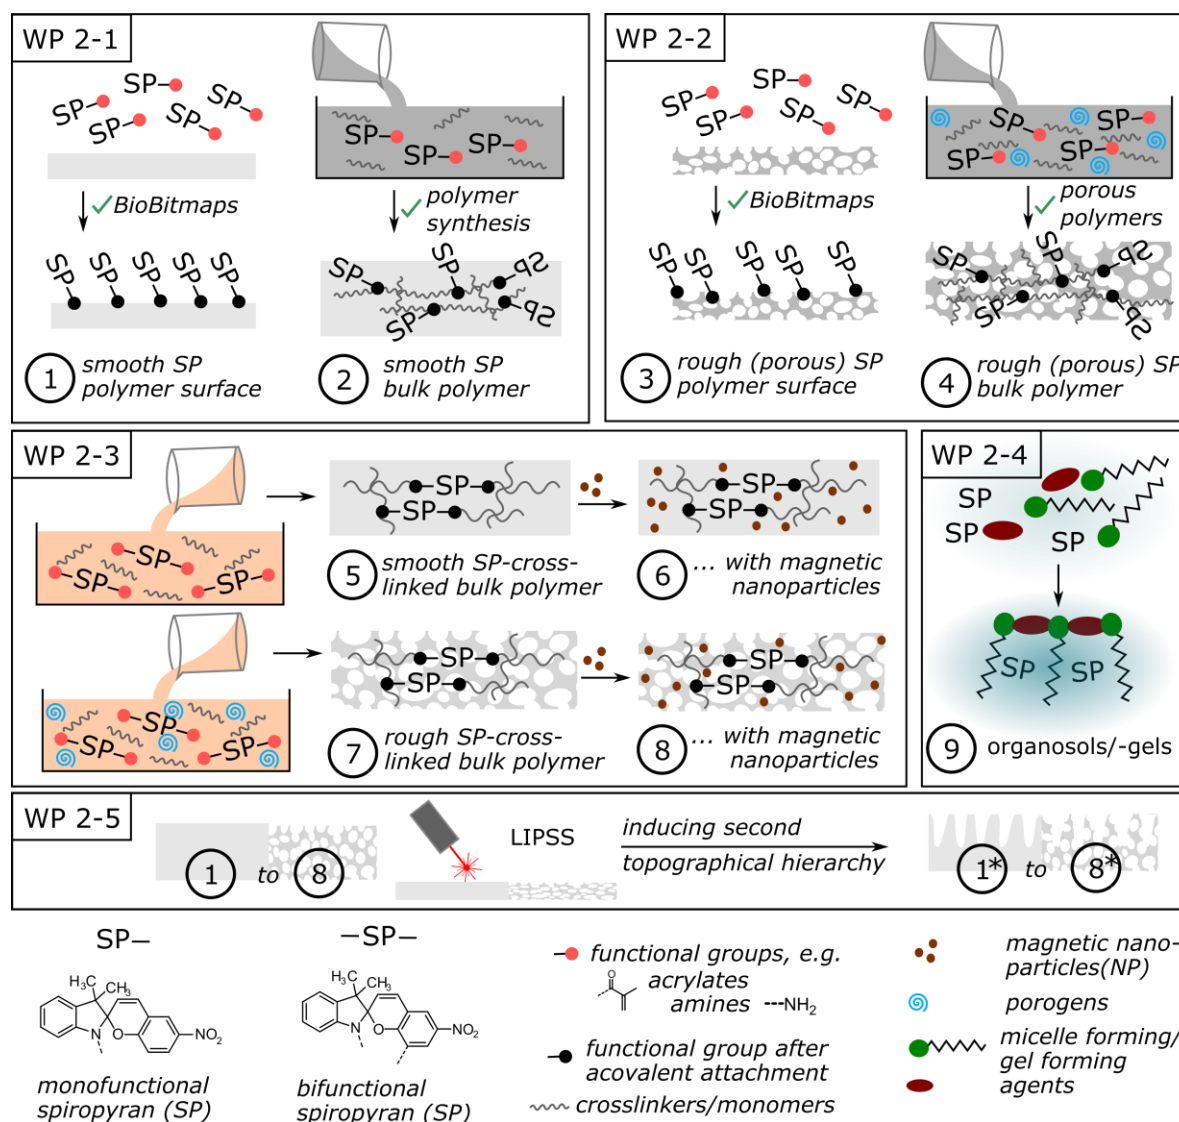 WP 2-1
SP SP SP SP SP
BioBitmaps
SP SP SP SP SP
1 smooth SP
polymer surface
SP SP SP
polymer
synthesis
SP SP SP SP SP
2 smooth SP
bulk polymer
WP 2-2
SP SP SP SP SP
BioBitmaps
SP SP SP SP SP
3 rough (porous) SP
polymer surface
SP SP SP SP
porous
polymers
SP SP SP SP SP
4 rough (porous) SP
bulk polymer
WP 2-3
SP SP SP
SP
SP
5 smooth SP-cross-
linked bulk polymer
SP
SP
6 ... with magnetic
nanoparticles
SP SP SP
SP
SP
7 rough SP-cross-
linked bulk polymer
SP
SP
8 ... with magnetic
nanoparticles
WP 2-4
SP
SP SP
SP SP
9 organosols/-gels
WP 2-5
1 to 8
LIPSS
inducing second
topographical hierarchy
1* to 8*
SP–
H₃C CH₃
N O NO₂
monofunctional
spiropyran (SP)
–SP–
H₃C CH₃
N O NO₂
bifunctional
spiropyran (SP)
functional groups, e.g.
acrylates
O
amines ---NH₂
functional group after
acovalent attachment
crosslinkers/monomers
magnetic nano-
particles(NP)
porogens
micelle forming/
gel forming
agents